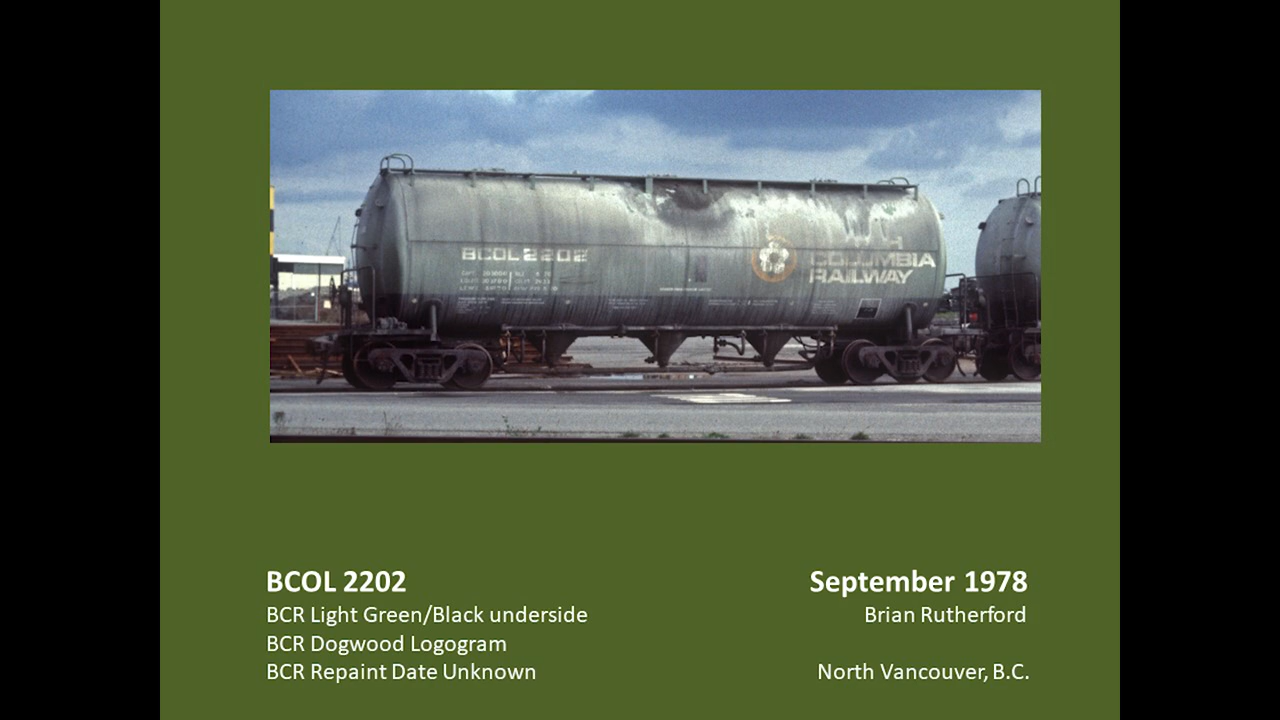 BCOL 2202
COLUMBIA
RAILWAY
BCOL 2202
BCR Light Green/Black underside
BCR Dogwood Logogram
BCR Repaint Date Unknown
September 1978
Brian Rutherford
North Vancouver, B.C.